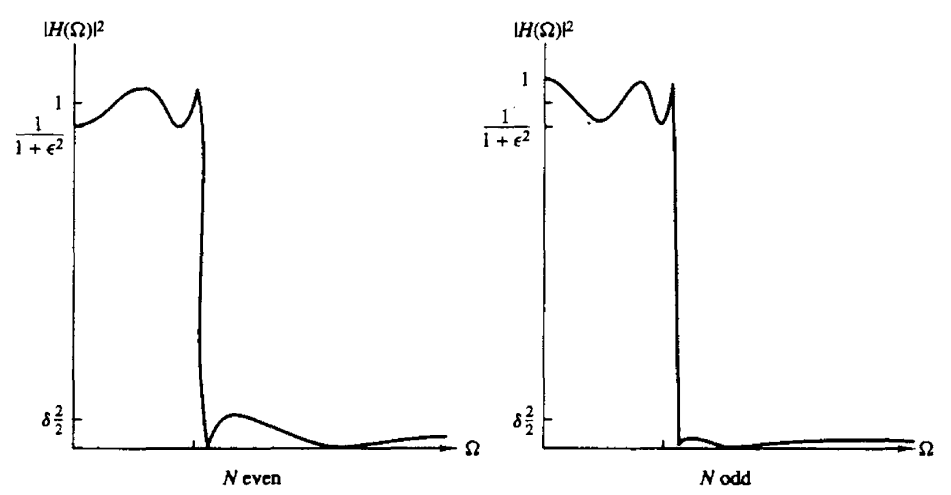 |H(Ω)|²
1
1
1 + ϵ²
δ²₂
Ω
N even
|H(Ω)|²
1
1
1 + ϵ²
δ²₂
Ω
N odd